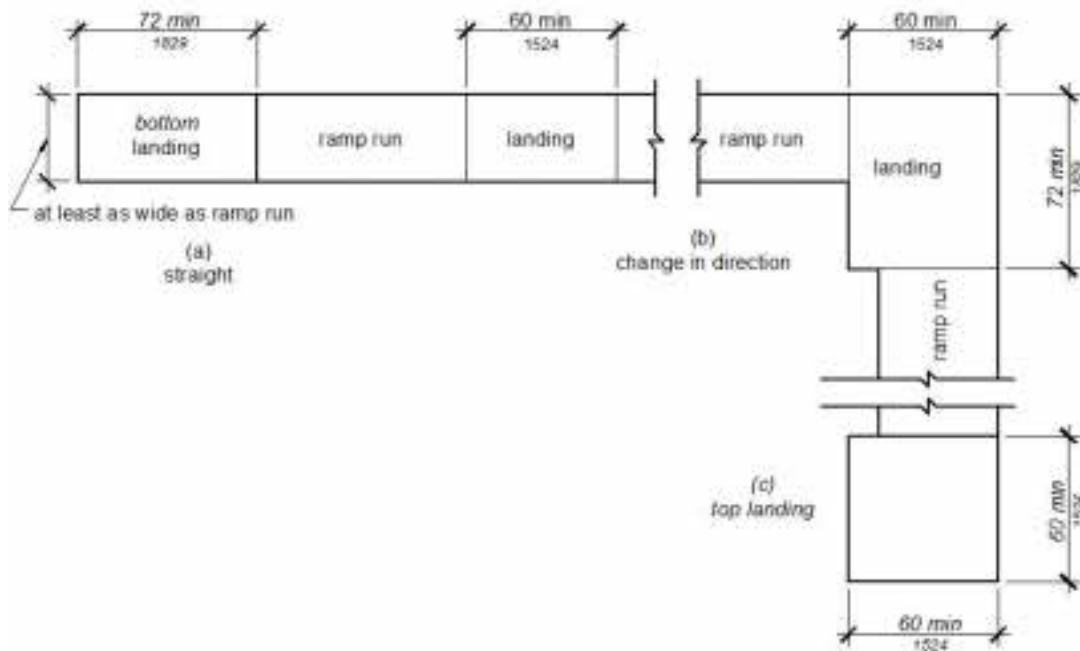 72 min
1829
60 min
1524
60 min
1524
bottom
landing
ramp run
landing
ramp run
landing
72 min
1829
at least as wide as ramp run
(a)
straight
(b)
change in direction
ramp run
(c)
top landing
60 min
1524
60 min
1524